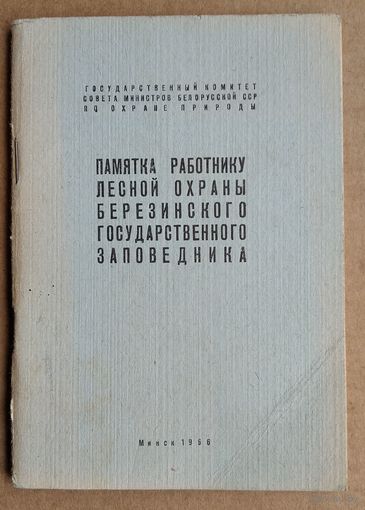 ГОСУДАРСТВЕННЫЙ КОМИТЕТ
СОВЕТА МИНИСТРОВ БЕЛОРУССКОЙ ССР
ПО ОХРАНЕ ПРИРОДЫ
ПАМЯТКА РАБОТНИКУ
ЛЕСНОЙ ОХРАНЫ
БЕРЕЗИНСКОГО
ГОСУДАРСТВЕННОГО
ЗАПОВЕДНИКА
Минск 1966